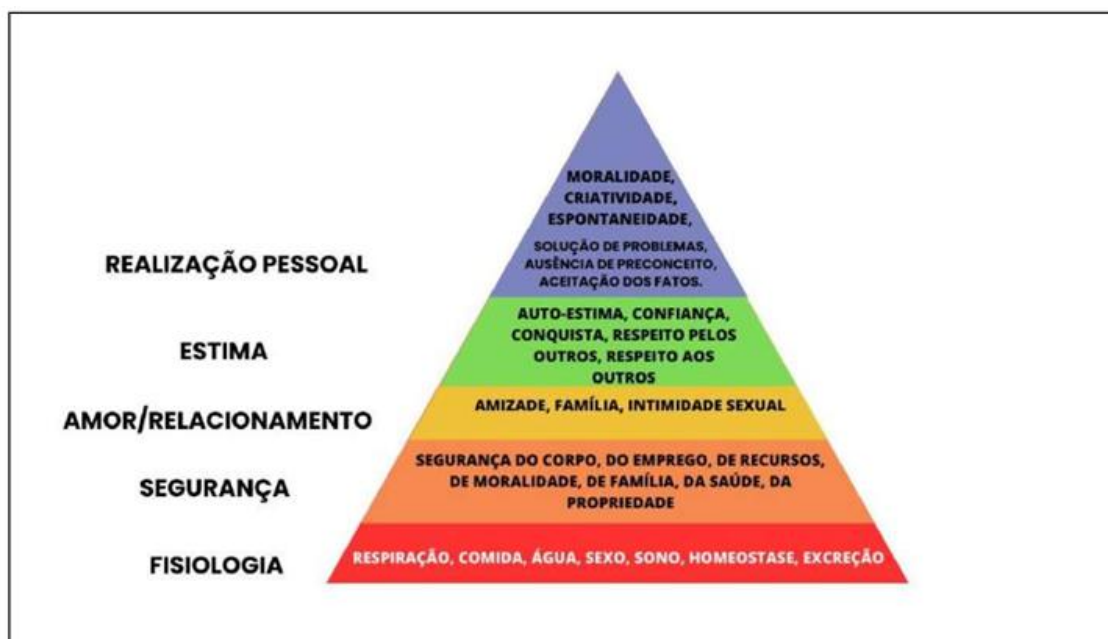 MORALIDADE,
CRIATIVIDADE,
ESPONTANEIDADE,
SOLUÇÃO DE PROBLEMAS,
AUSÊNCIA DE PRECONCEITO,
ACEITAÇÃO DOS FATOS.
REALIZAÇÃO PESSOAL
AUTO-ESTIMA, CONFIANÇA,
CONQUISTA, RESPEITO PELOS
OUTROS, RESPEITO AOS
OUTROS
ESTIMA
AMIZADE, FAMÍLIA, INTIMIDADE SEXUAL
AMOR/RELACIONAMENTO
SEGURANÇA DO CORPO, DO EMPREGO, DE RECURSOS,
DE MORALIDADE, DE FAMÍLIA, DA SAÚDE, DA
PROPRIEDADE
SEGURANÇA
RESPIRAÇÃO, COMIDA, ÁGUA, SEXO, SONO, HOMEOSTASE, EXCREÇÃO
FISIOLOGIA